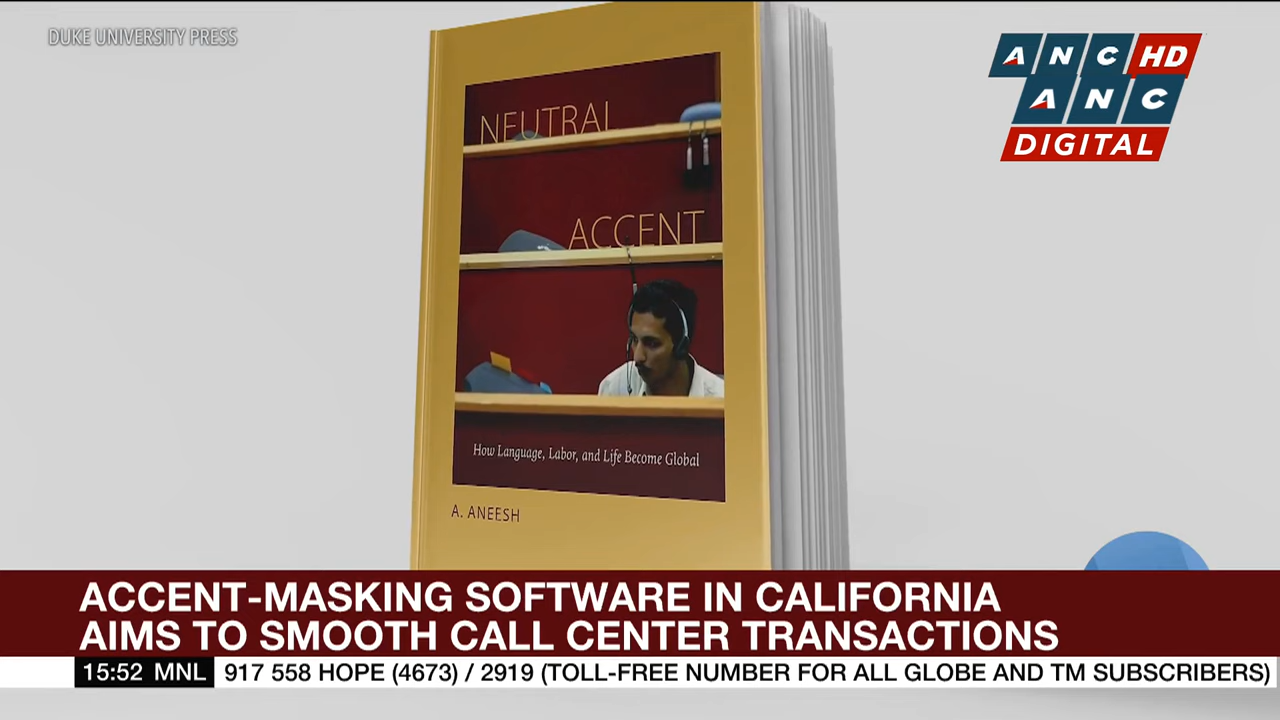 DUKE UNIVERSITY PRESS
ANC HD
ANC
DIGITAL
NEUTRAL
ACCENT
How Language, Labor, and Life Become Global
A. ANEESH
ACCENT-MASKING SOFTWARE IN CALIFORNIA
AIMS TO SMOOTH CALL CENTER TRANSACTIONS
15:52 MNL 917 558 HOPE (4673) / 2919 (TOLL-FREE NUMBER FOR ALL GLOBE AND TM SUBSCRIBERS)